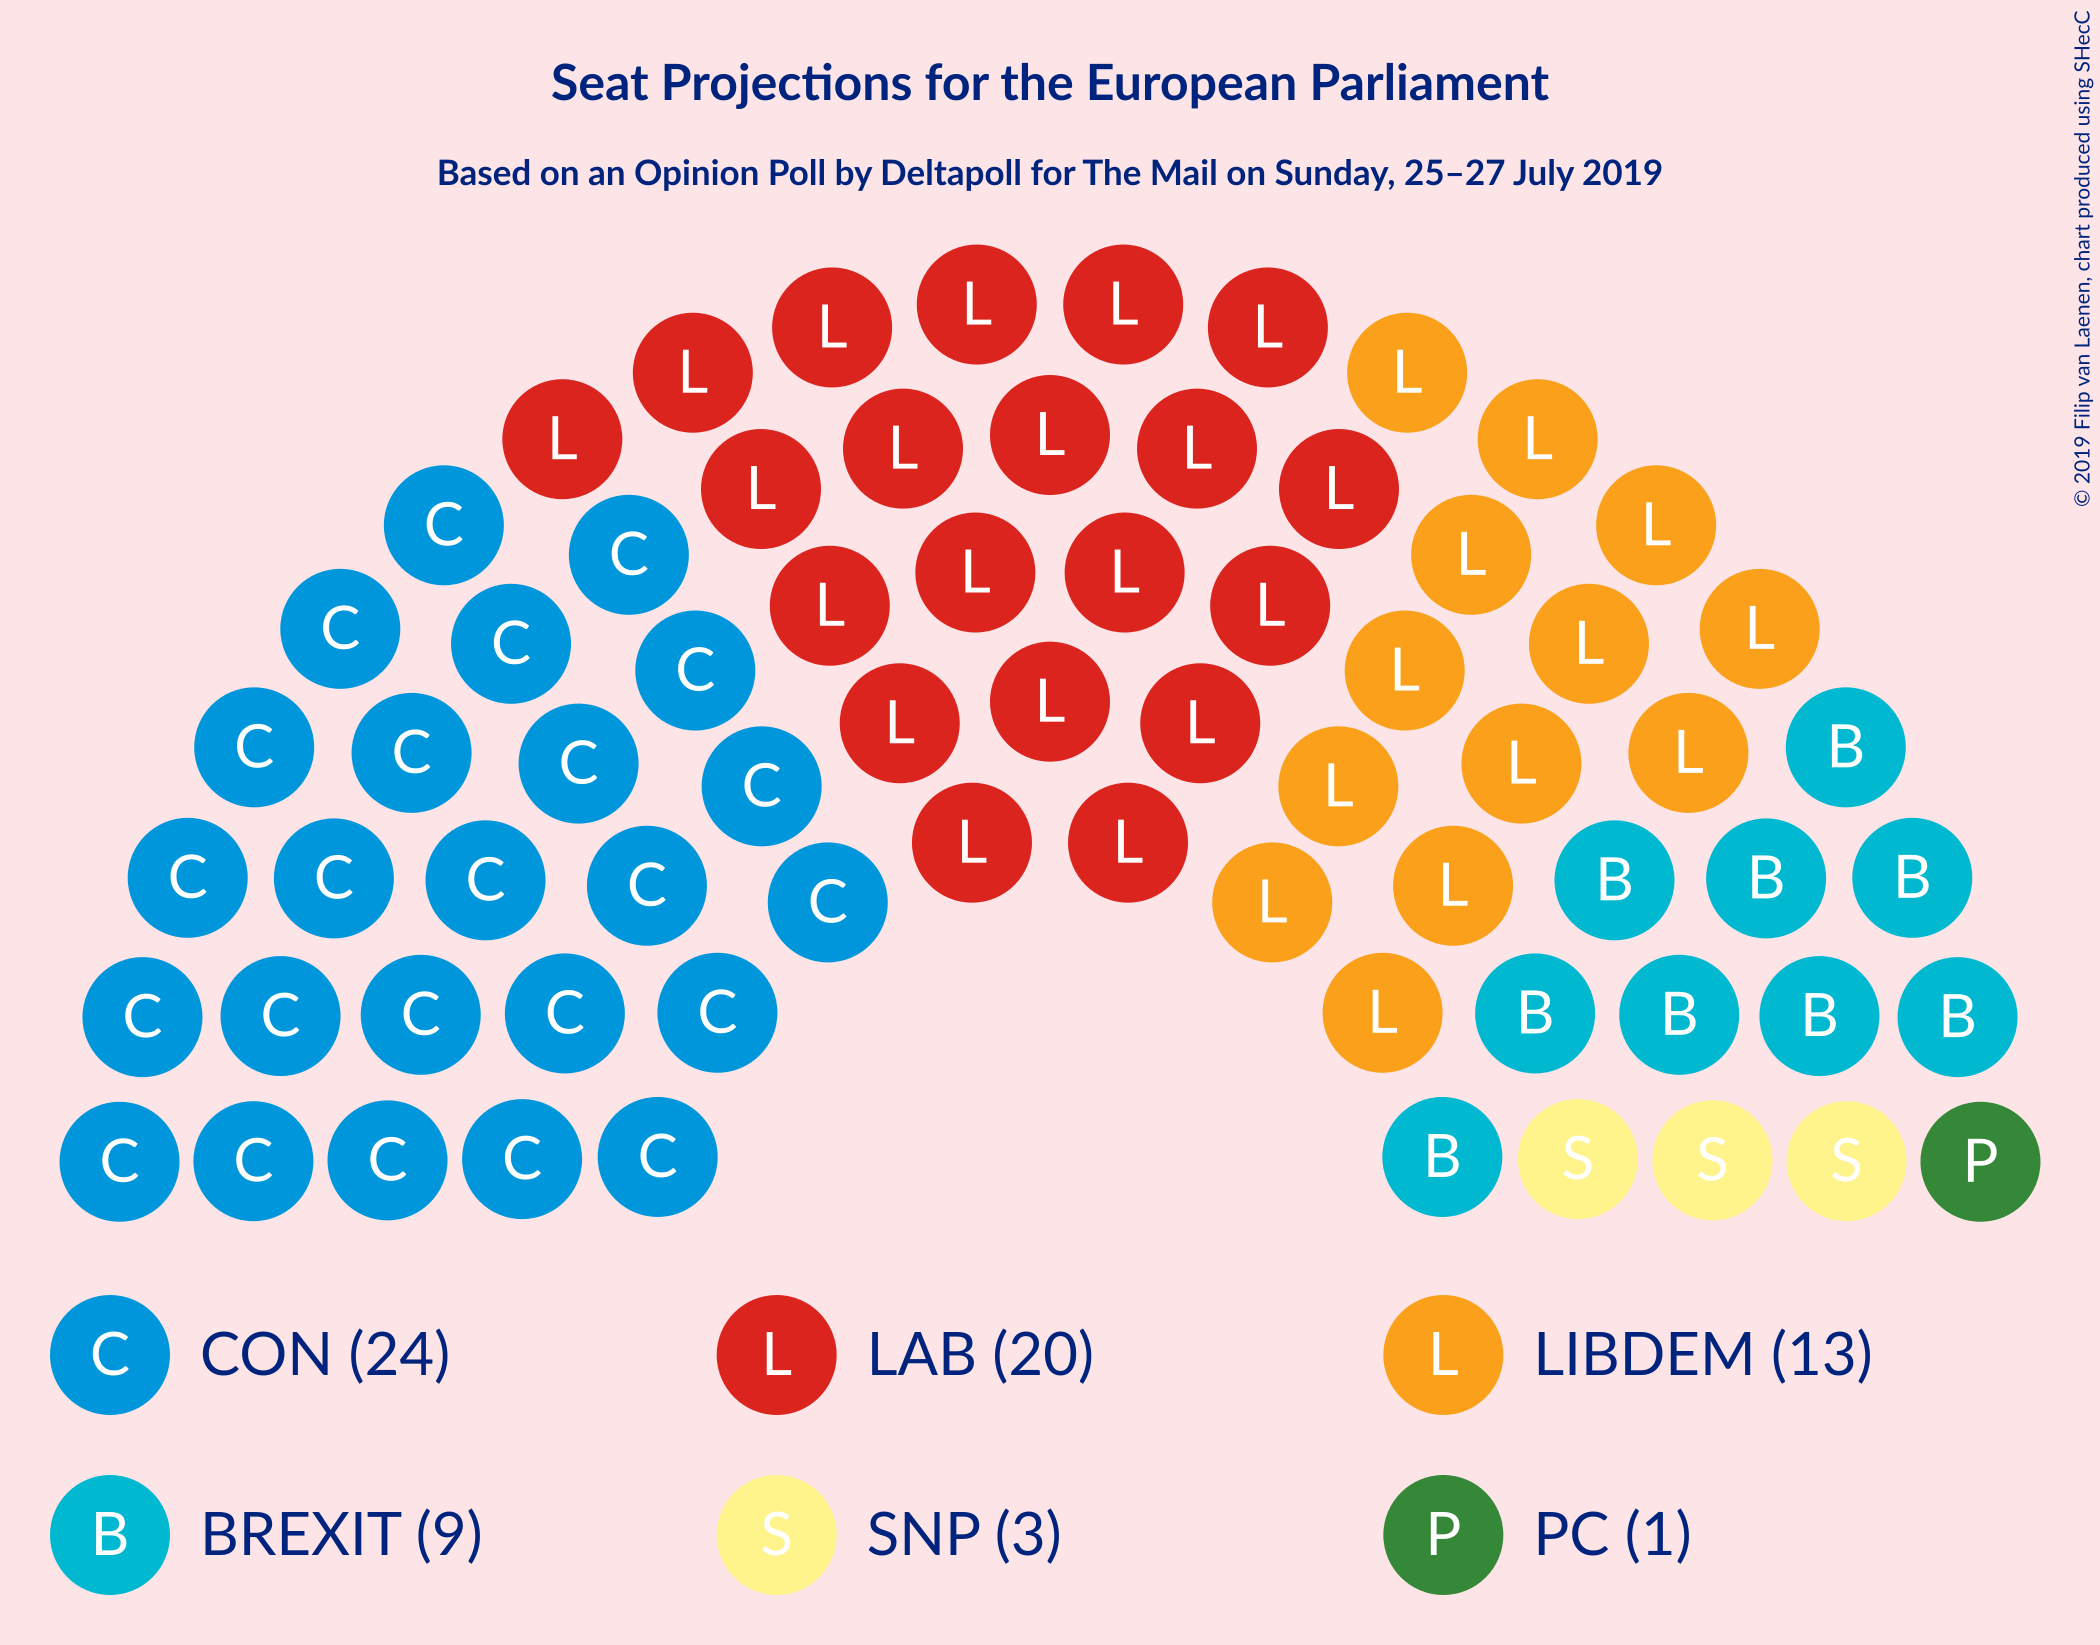 Seat Projections for the European Parliament
Based on an Opinion Poll by Deltapoll for The Mail on Sunday, 25–27 July 2019
© 2019 Filip van Laenen, chart produced using SHecC
L L L L
L L L L
L L L L L
C C L L
L L L L
C C C L L L
L L L
C C C C L L L B
L L
C C C C C L L B B B
C C C C C L B B B B
C C C C C B S S S P
C CON (24)
L LAB (20)
L LIBDEM (13)
B BREXIT (9)
S SNP (3)
P PC (1)